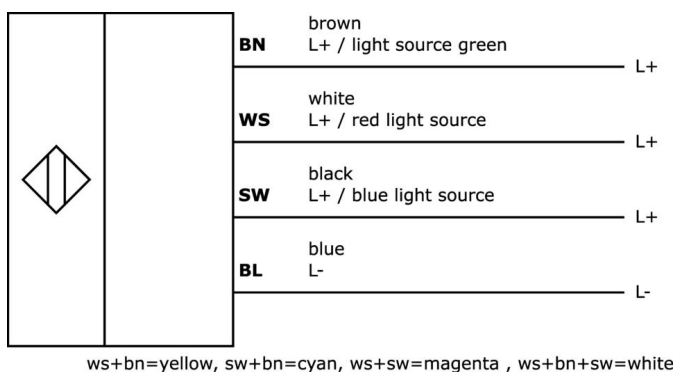 brown
BN L+ / light source green
L+
white
WS L+ / red light source
L+
black
SW L+ / blue light source
L+
blue
BL L-
L-
ws+bn=yellow, sw+bn=cyan, ws+sw=magenta , ws+bn+sw=white